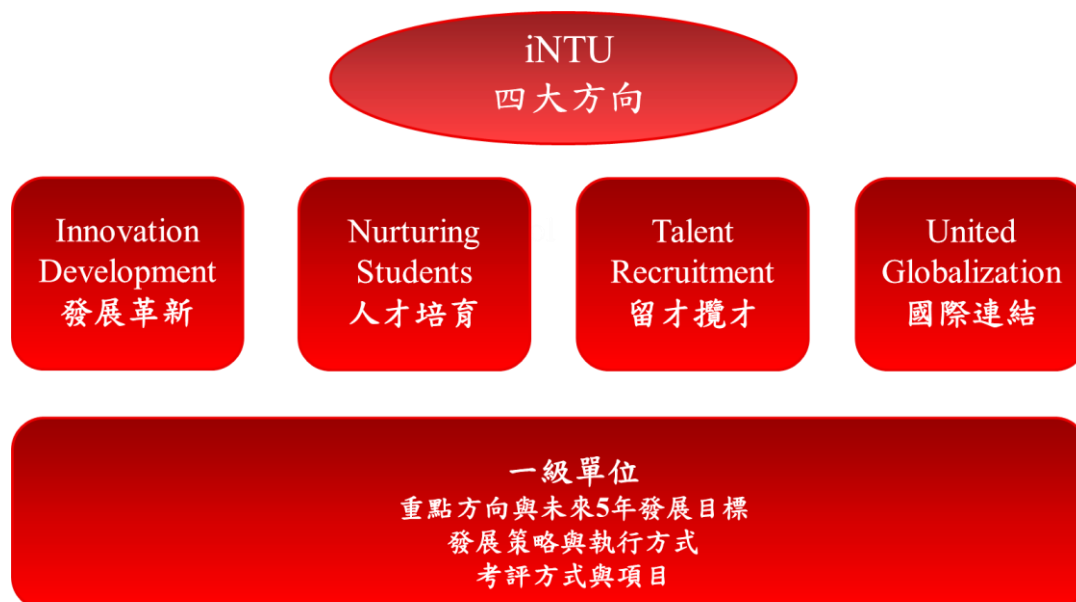 iNTU
四大方向
Innovation
Development
發展革新
Nurturing
Students
人才培育
Talent
Recruitment
留才攬才
United
Globalization
國際連結
一級單位
重點方向與未來5年發展目標
發展策略與執行方式
考評方式與項目